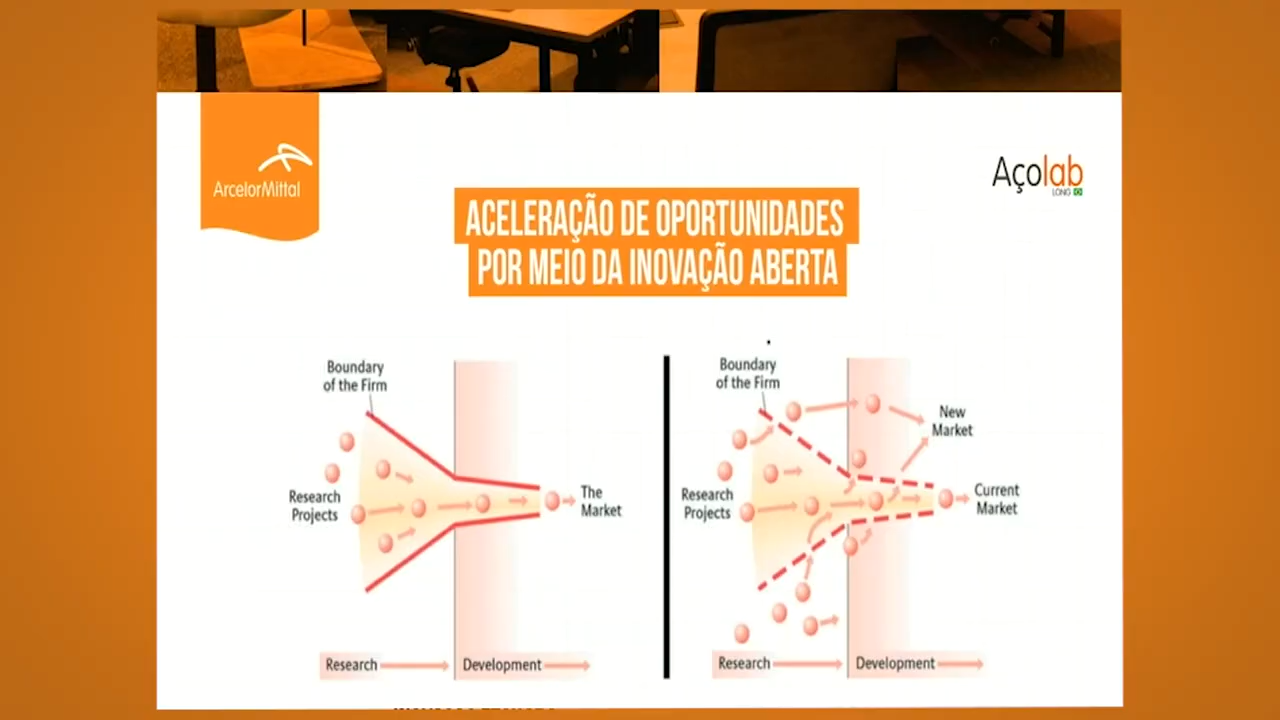 ArcelorMittal
Açolab
LONG
ACELERAÇÃO DE OPORTUNIDADES
POR MEIO DA INOVAÇÃO ABERTA
Boundary
of the Firm
Research
Projects
The
Market
Research
Development
Boundary
of the Firm
New
Market
Research
Projects
Current
Market
Research
Development